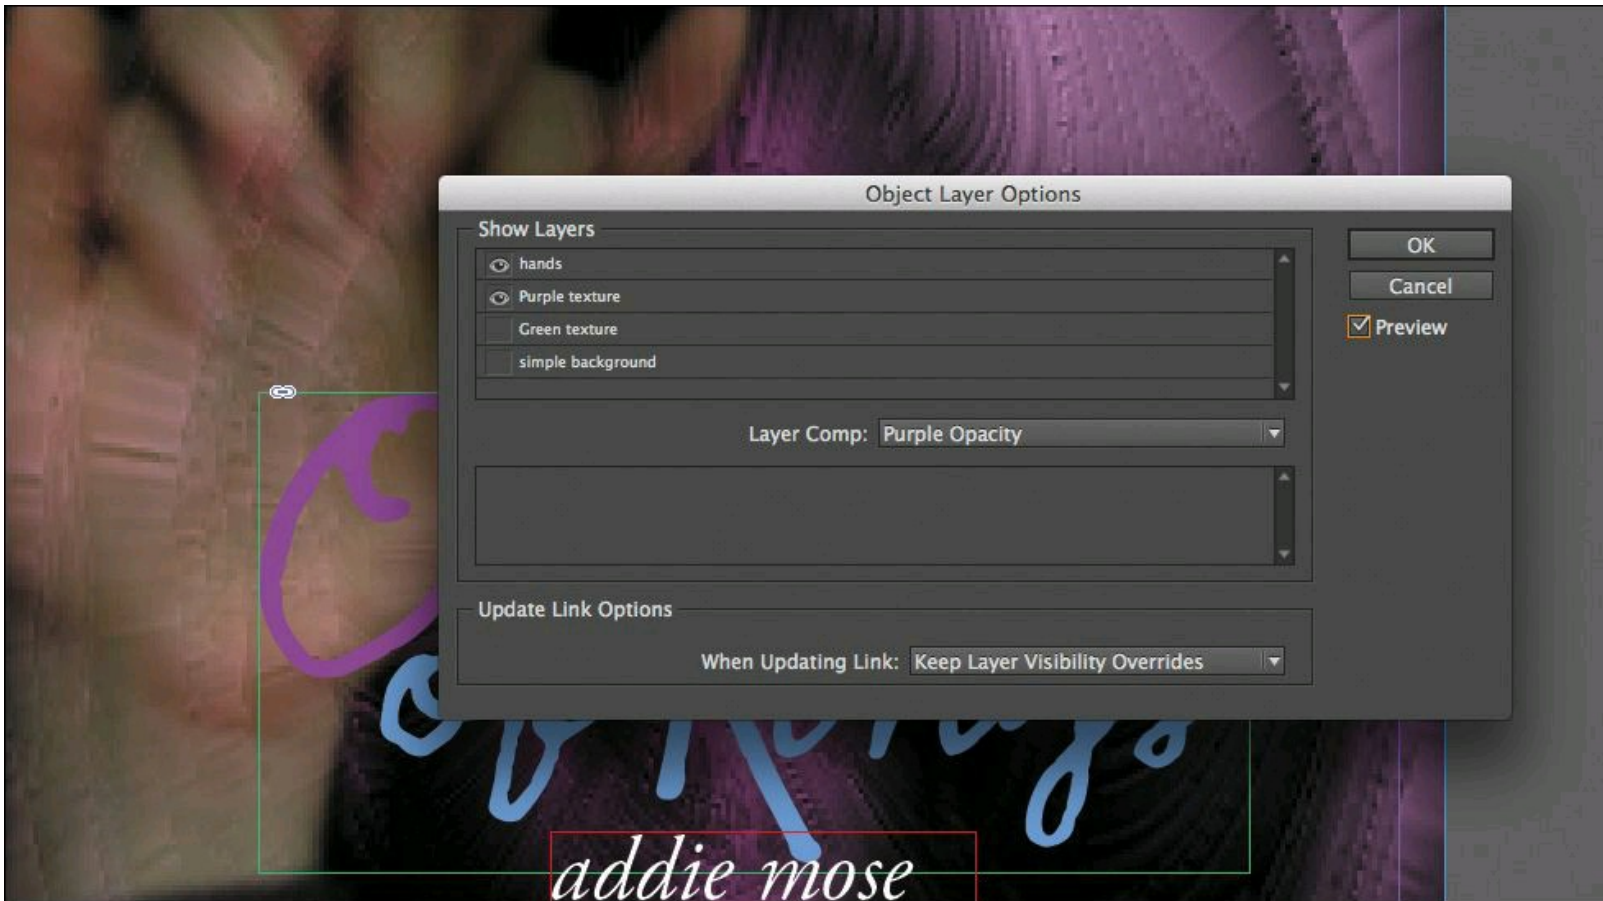 Object Layer Options
Show Layers
hands
Purple texture
Green texture
simple background
OK
Cancel
Preview
Layer Comp: Purple Opacity
Update Link Options
When Updating Link: Keep Layer Visibility Overrides
of
addie mose